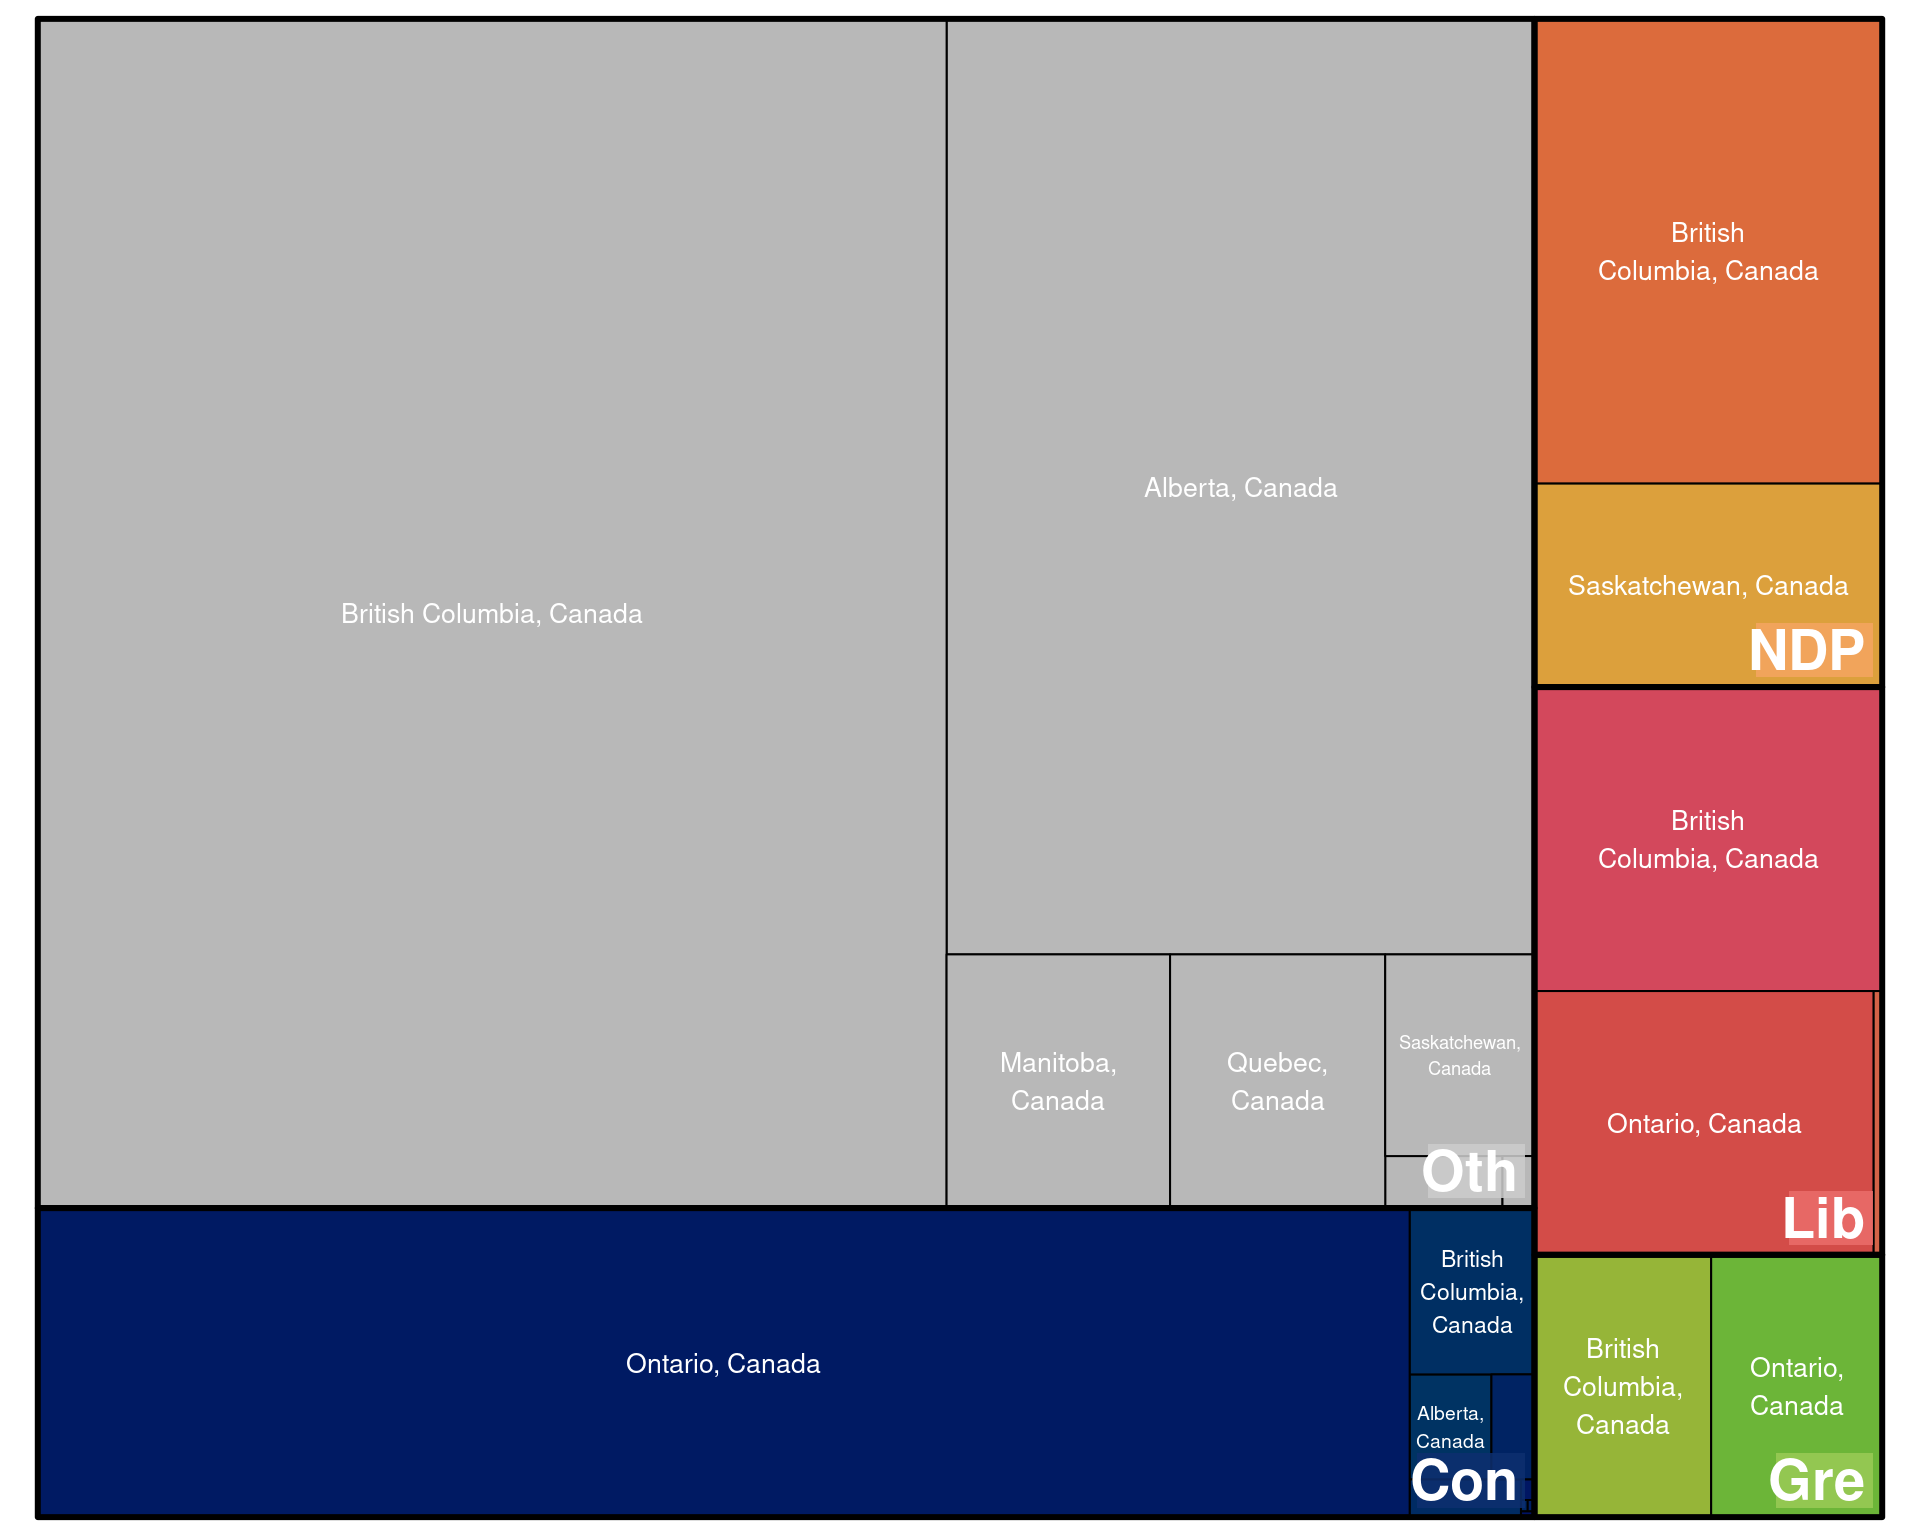 British Columbia, Canada
Alberta, Canada
Manitoba,
Canada
Quebec,
Canada
Saskatchewan,
Canada
Oth
Ontario, Canada
British
Columbia,
Canada
Alberta,
Canada
Con
British
Columbia, Canada
Saskatchewan, Canada
NDP
British
Columbia, Canada
Ontario, Canada
Lib
British
Columbia,
Canada
Ontario,
Canada
Gre